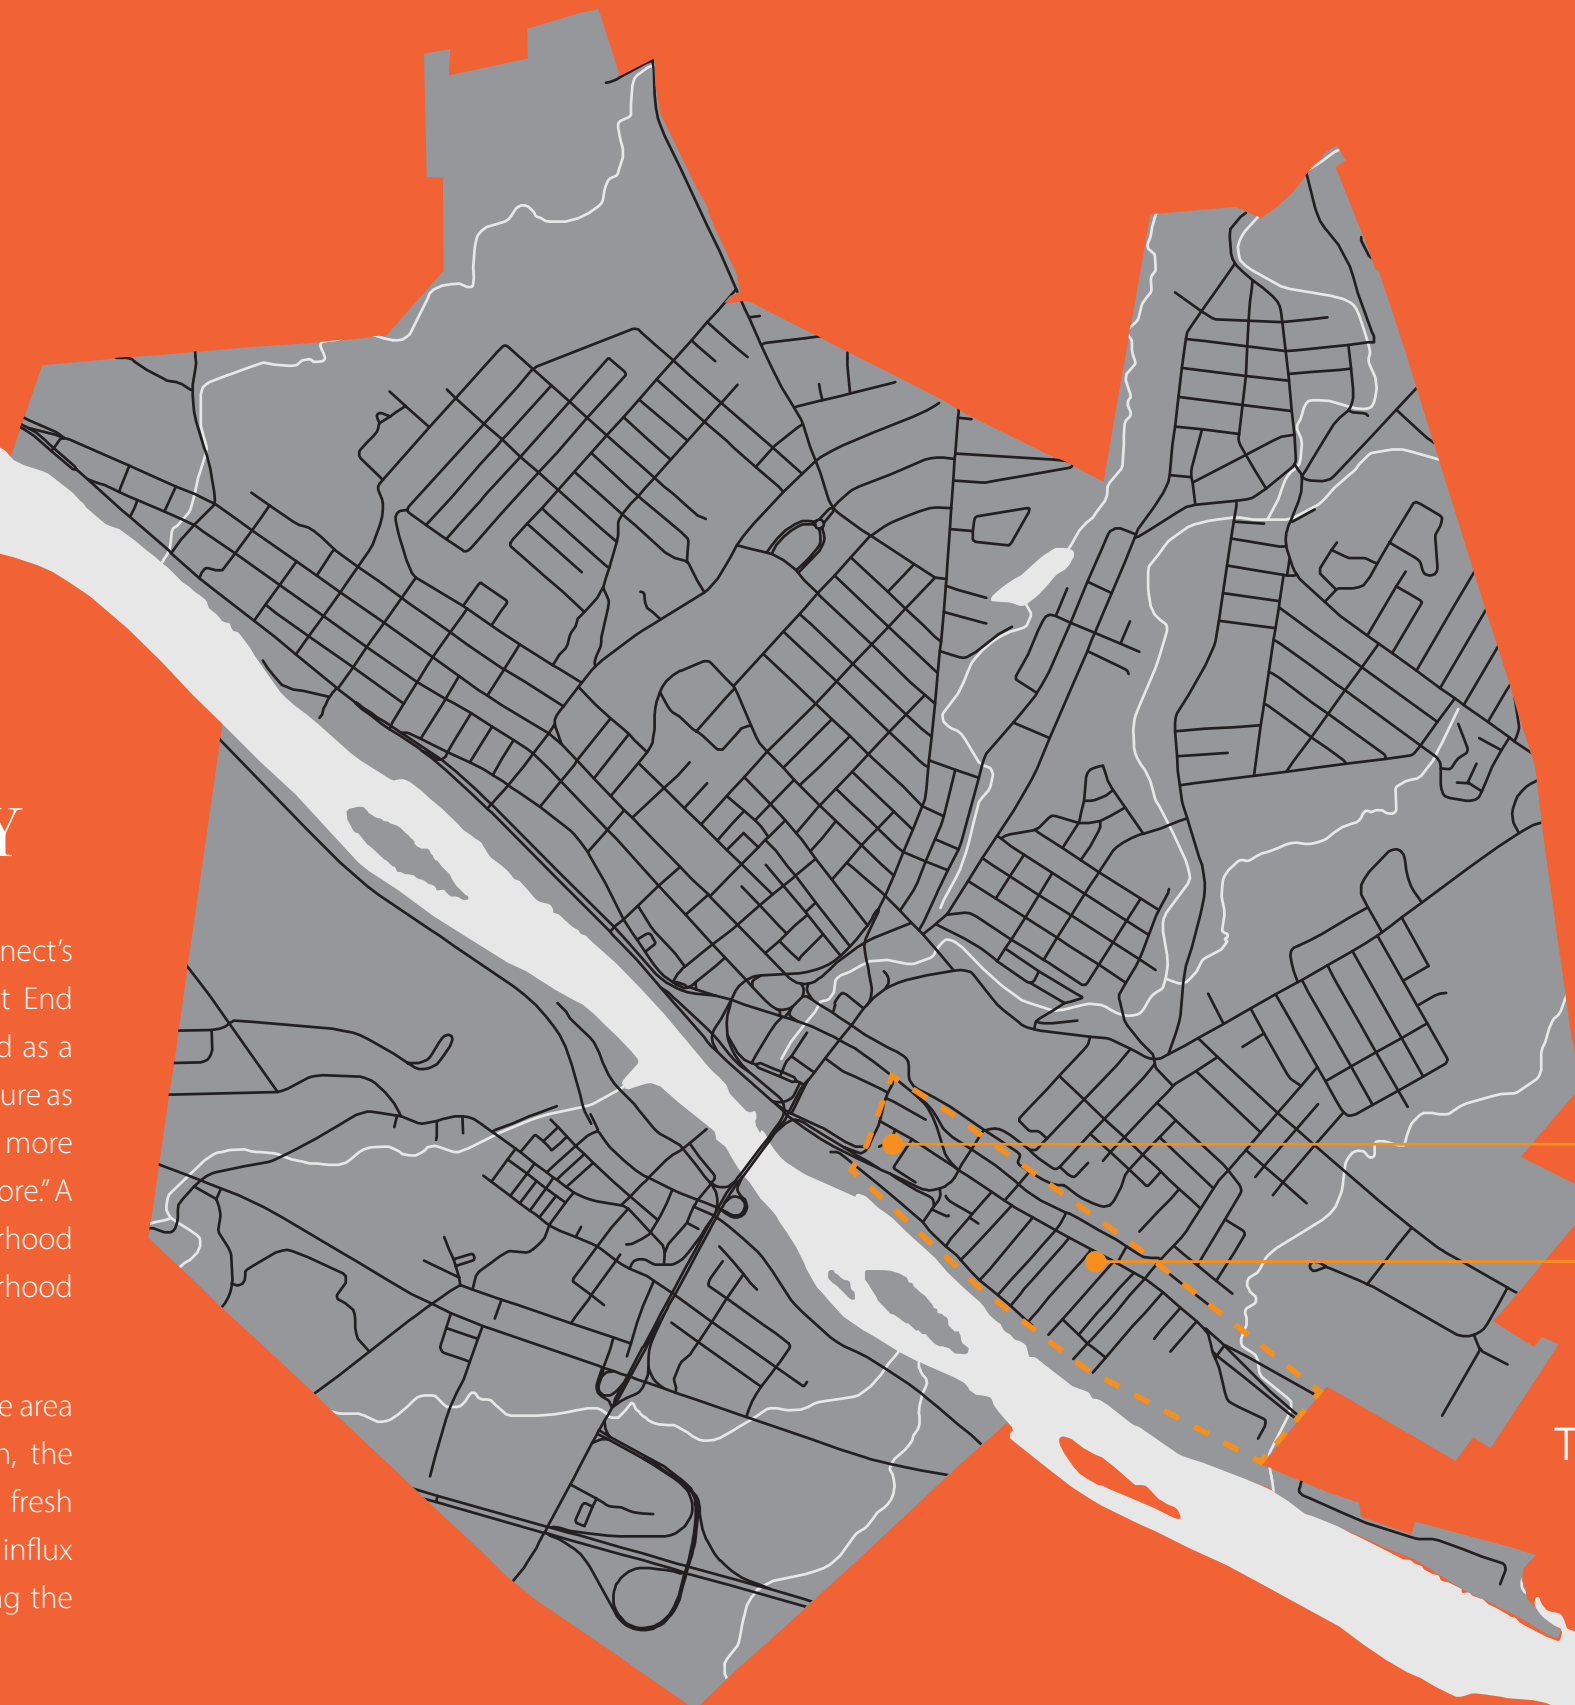 Y
nect's
t End
d as a
ure as
more
ore." A
rhood
rhood
e area
n, the
fresh
influx
g the
T